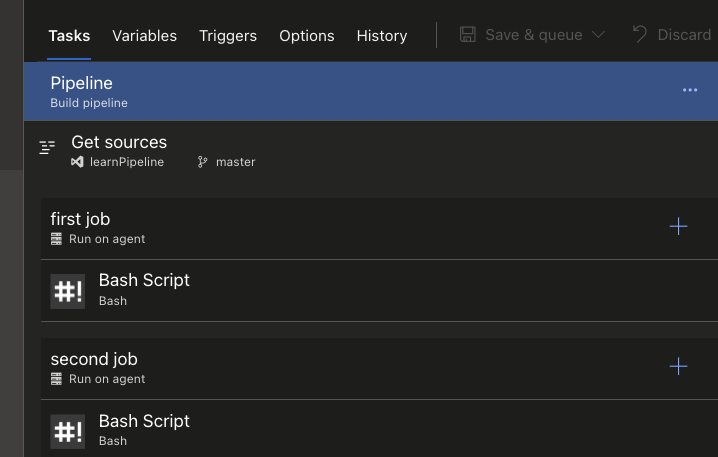 Tasks Variables Triggers Options History Save & queue Discard
Pipeline
Build pipeline
Get sources
learnPipeline master
first job
Run on agent
#! Bash Script
Bash
second job
Run on agent
#! Bash Script
Bash